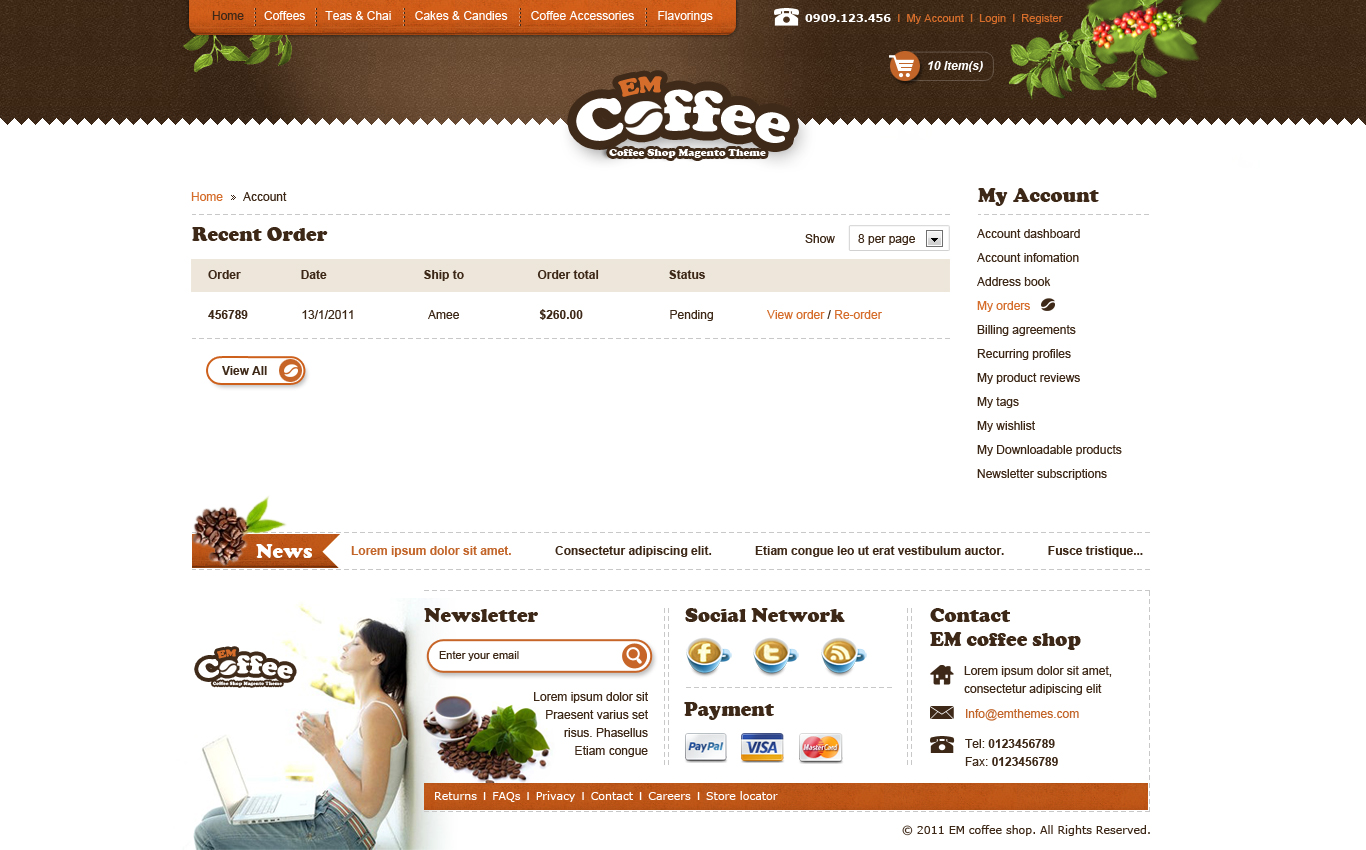 Home Coffees Teas & Chai Cakes & Candies Coffee Accessories Flavorings
0909.123.456 | My Account | Login | Register
10 Item(s)
EM
Coffee
Coffee Shop Magento Theme
Home » Account
Recent Order
Show 8 per page
Order Date Ship to Order total Status
456789 13/1/2011 Amee $260.00 Pending View order / Re-order
View All
My Account
Account dashboard
Account infomation
Address book
My orders
Billing agreements
Recurring profiles
My product reviews
My tags
My wishlist
My Downloadable products
Newsletter subscriptions
News Lorem ipsum dolor sit amet. Consectetur adipiscing elit. Etiam congue leo ut erat vestibulum auctor. Fusce tristique...
EM
Coffee
Coffee Shop Magento Theme
Newsletter
Enter your email
Lorem ipsum dolor sit
Praesent varius set
risus. Phasellus
Etiam congue
Social Network
f t
Payment
PayPal VISA MasterCard
Contact
EM coffee shop
Lorem ipsum dolor sit amet,
consectetur adipiscing elit
Info@emthemes.com
Tel: 0123456789
Fax: 0123456789
Returns | FAQs | Privacy | Contact | Careers | Store locator
© 2011 EM coffee shop. All Rights Reserved.